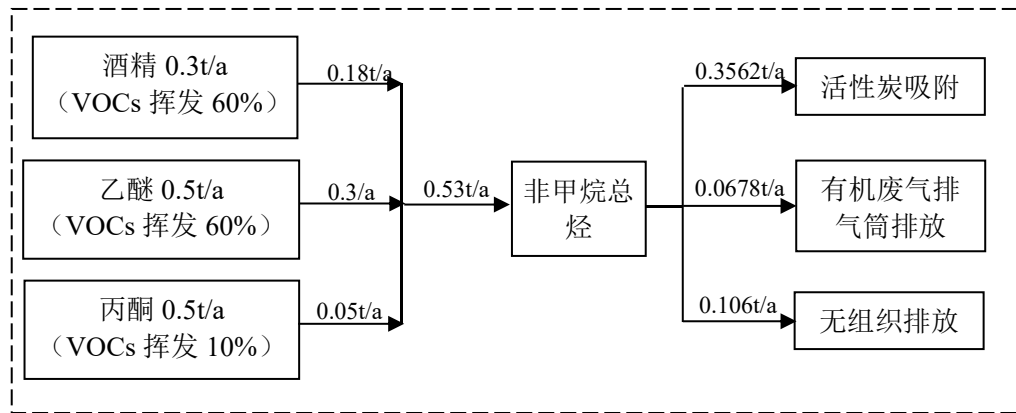 酒精 0.3t/a
（VOCs 挥发 60%）
0.18t/a
乙醚 0.5t/a
（VOCs 挥发 60%）
0.3/a
丙酮 0.5t/a
（VOCs 挥发 10%）
0.05t/a
0.53t/a
非甲烷总
烃
0.3562t/a
活性炭吸附
0.0678t/a
有机废气排
气筒排放
0.106t/a
无组织排放